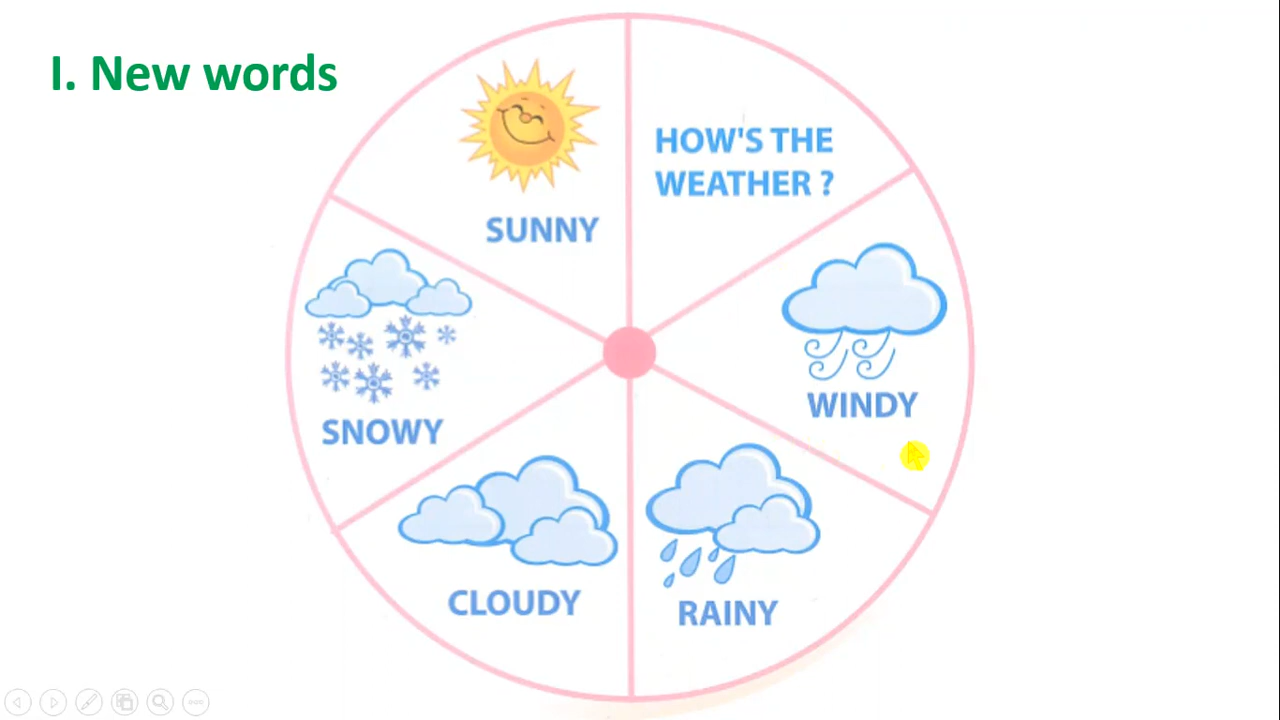 I. New words
SUNNY
HOW'S THE
WEATHER ?
SNOWY
WINDY
CLOUDY
RAINY